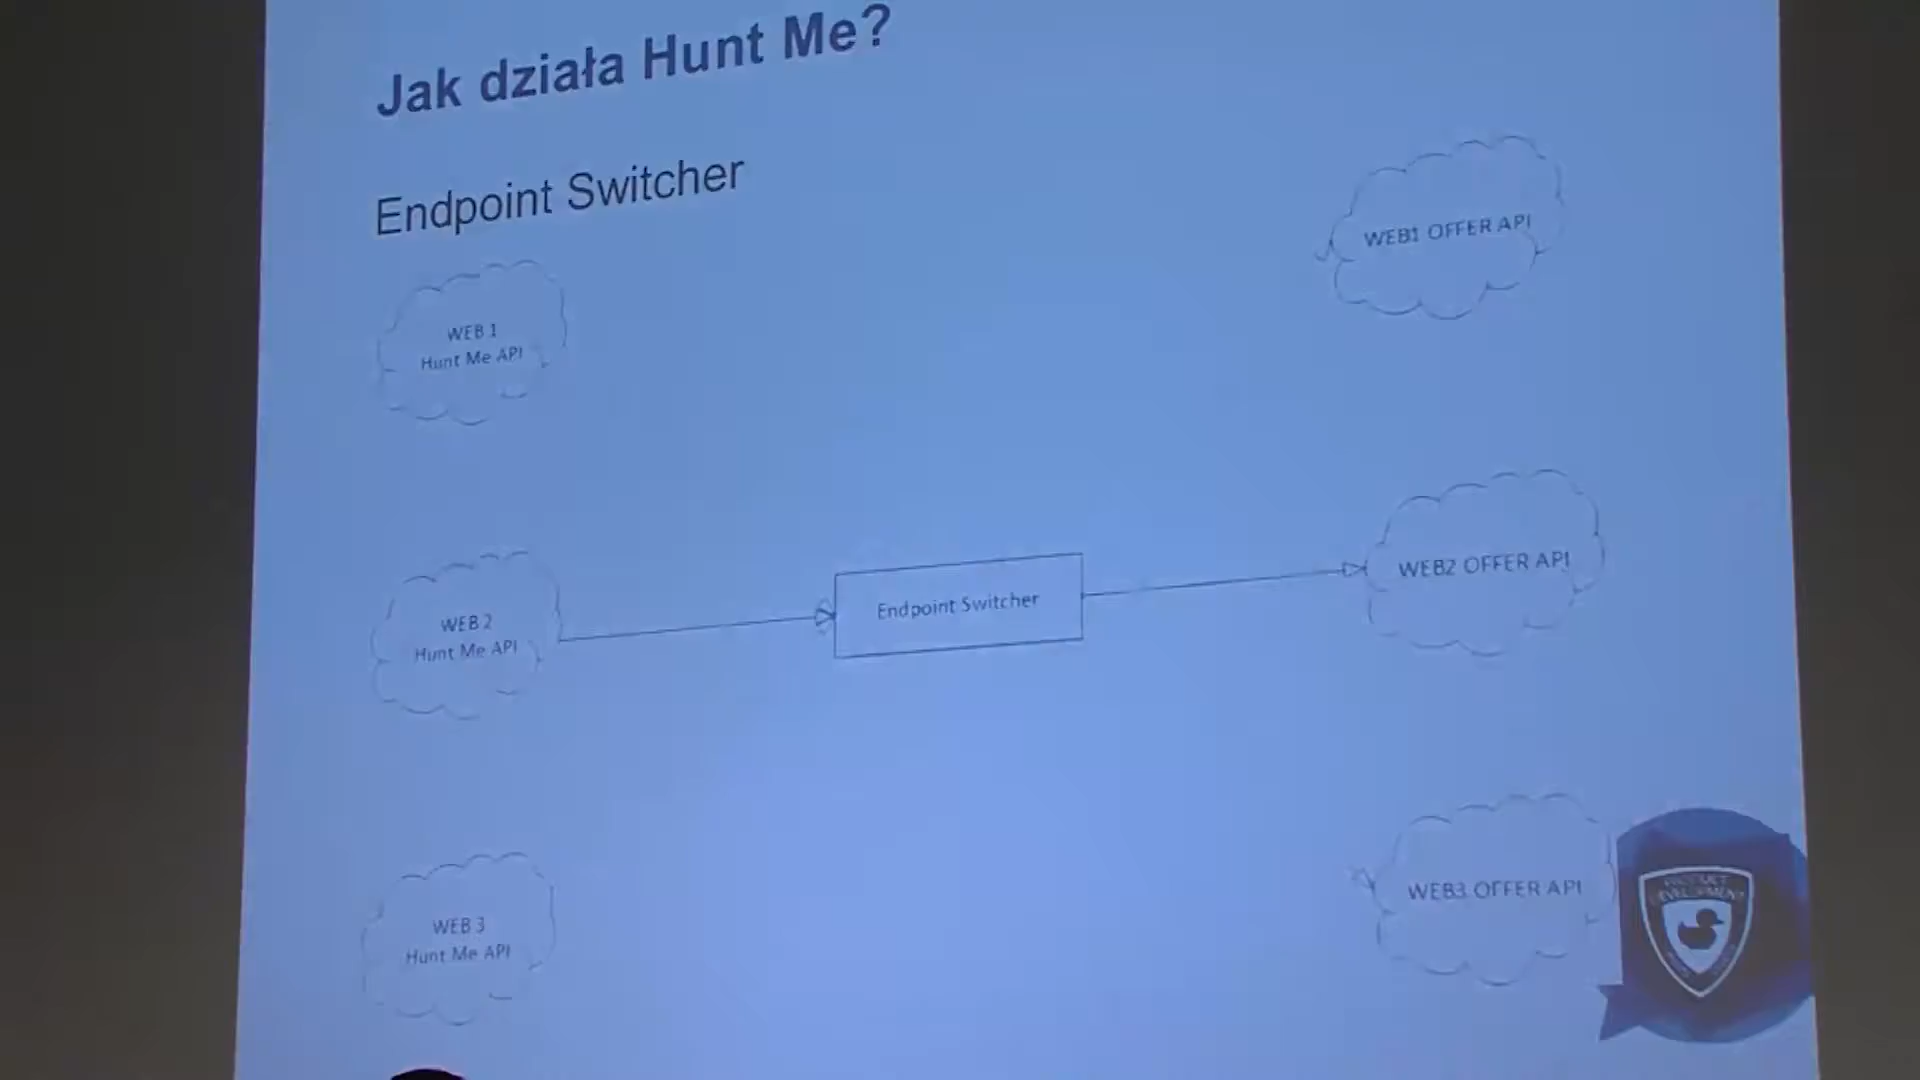 Jak działa Hunt Me?
Endpoint Switcher
WEB1 OFFER API
WEB 1
Hunt Me API
WEB2 OFFER API
Endpoint Switcher
WEB 2
Hunt Me API
WEB3 OFFER API
WEB 3
Hunt Me API